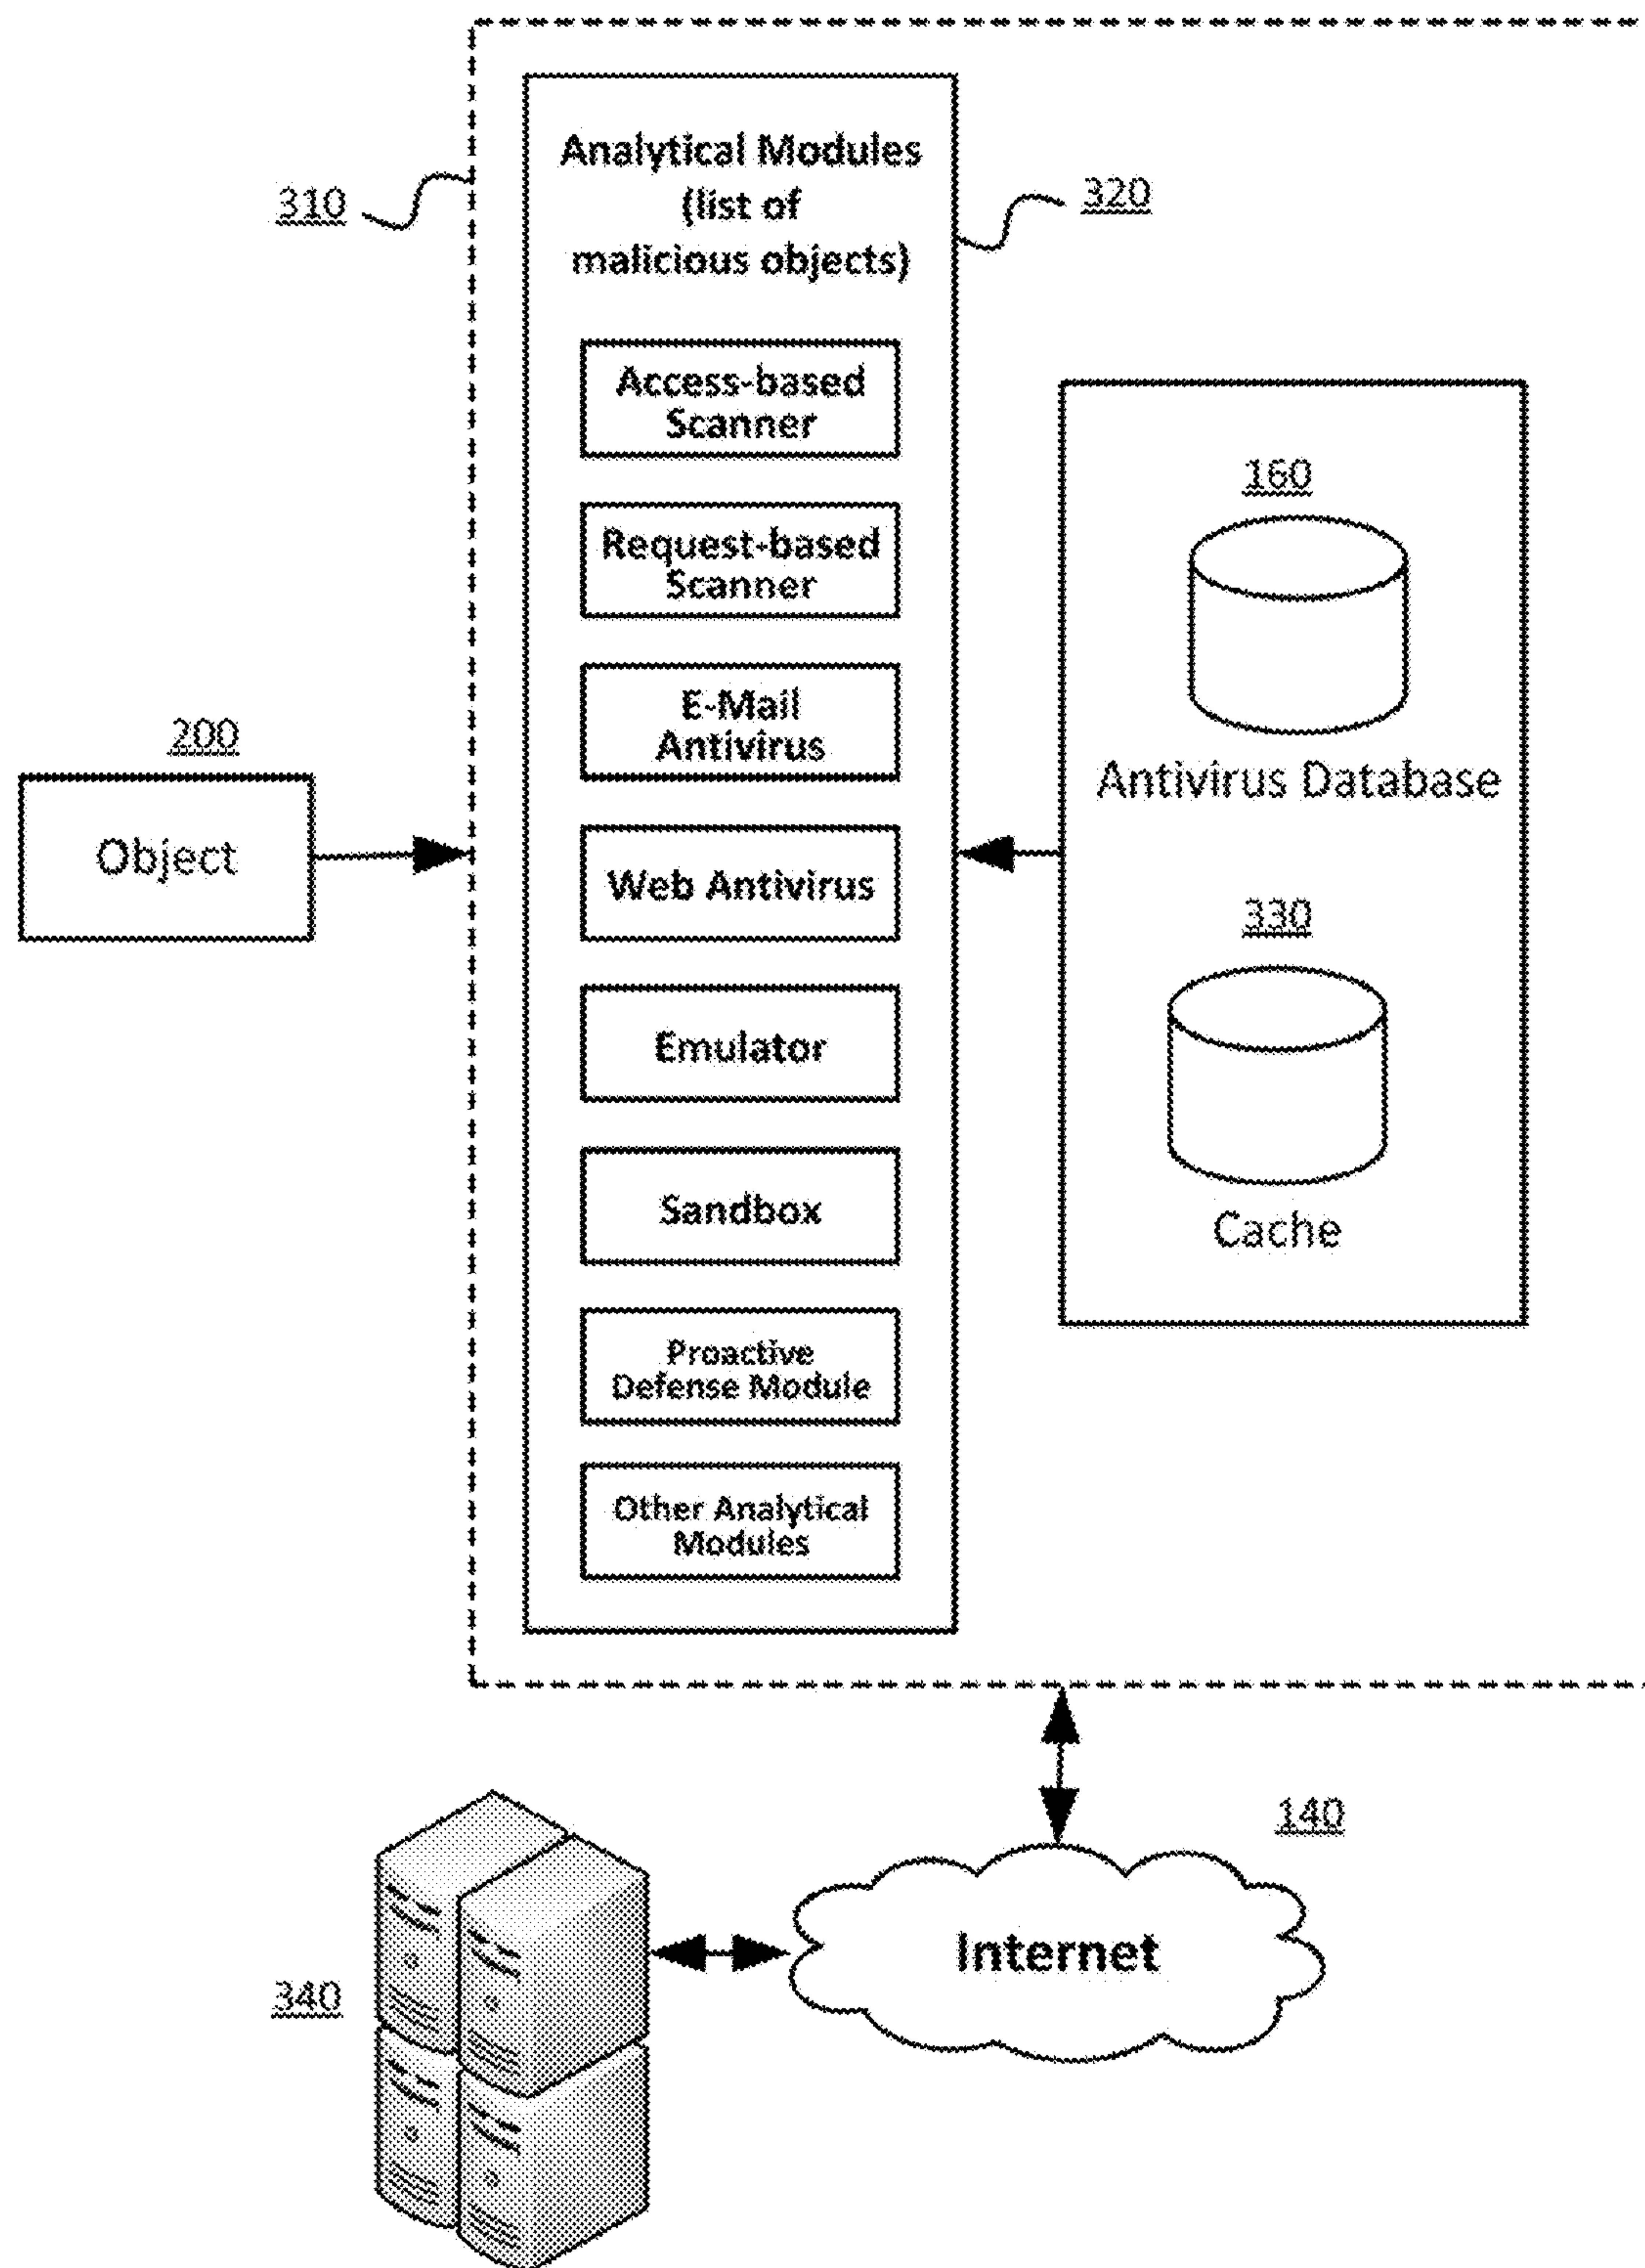 310
Analytical Modules
(list of
malicious objects)
320
Access-based
Scanner
Request-based
Scanner
E-Mail
Antivirus
Web Antivirus
Emulator
Sandbox
Proactive
Defense Module
Other Analytical
Modules
200
Object
160
Antivirus Database
330
Cache
140
Internet
340